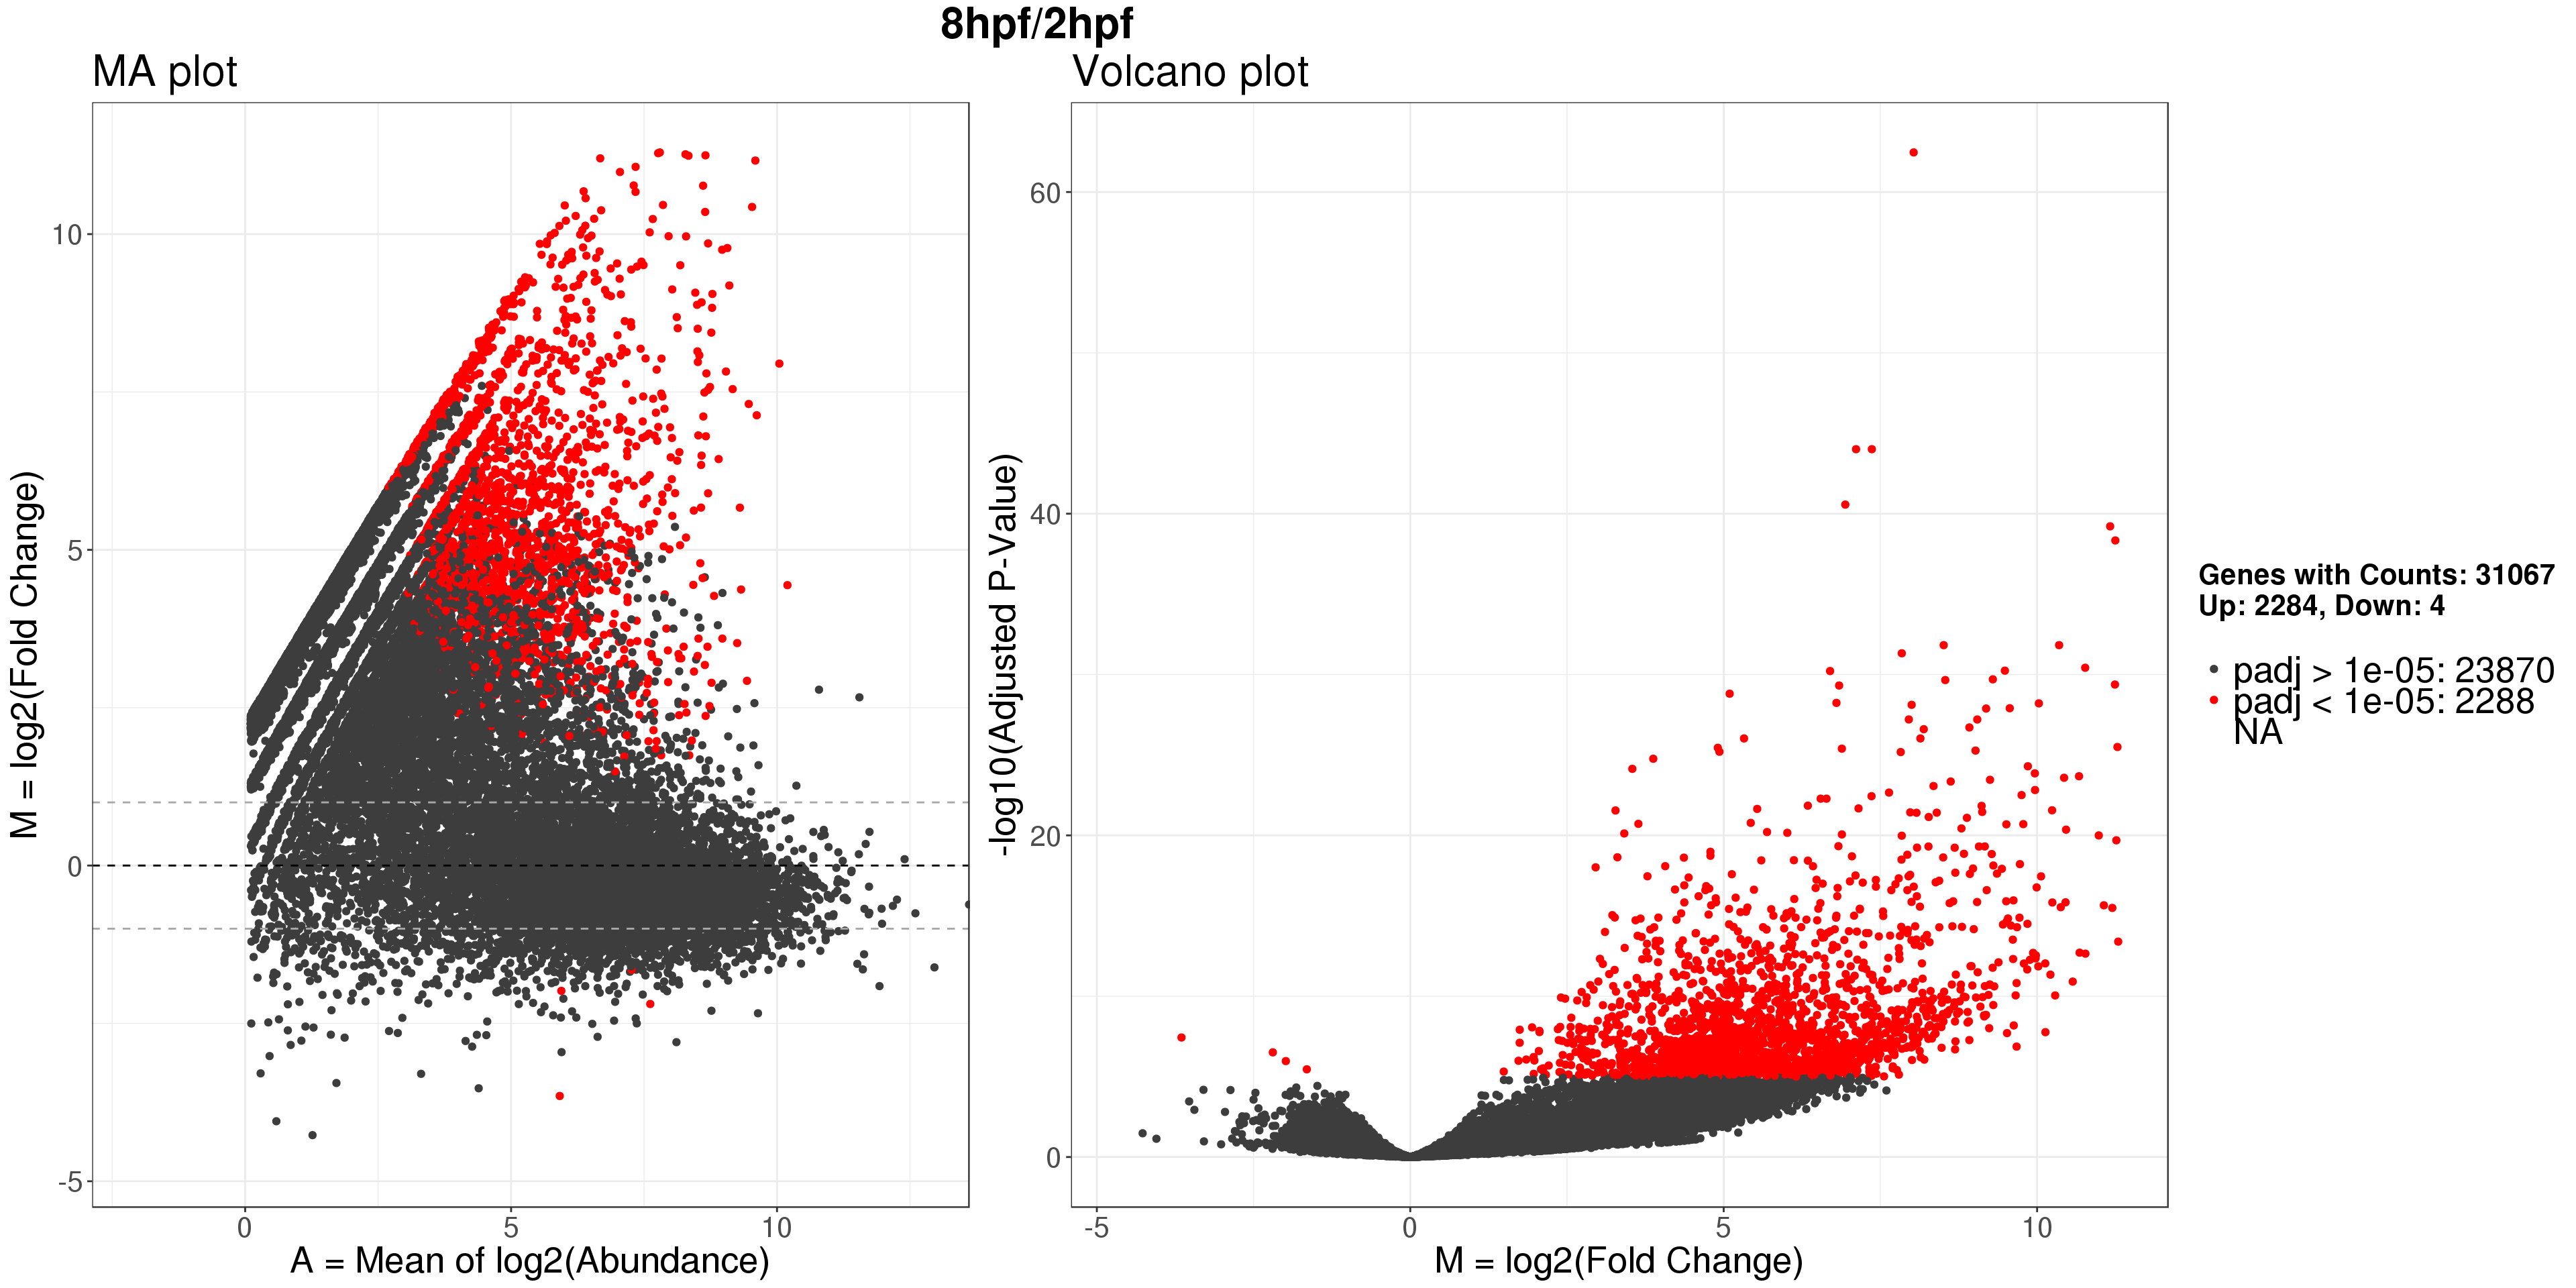 8hpf/2hpf
MA plot
Volcano plot
M = log2(Fold Change)
10
5
0
-5
0
5
10
A = Mean of log2(Abundance)
-log10(Adjusted P-Value)
60
40
20
0
-5
0
5
10
M = log2(Fold Change)
Genes with Counts: 31067
Up: 2284, Down: 4
padj > 1e-05: 23870
padj < 1e-05: 2288
NA